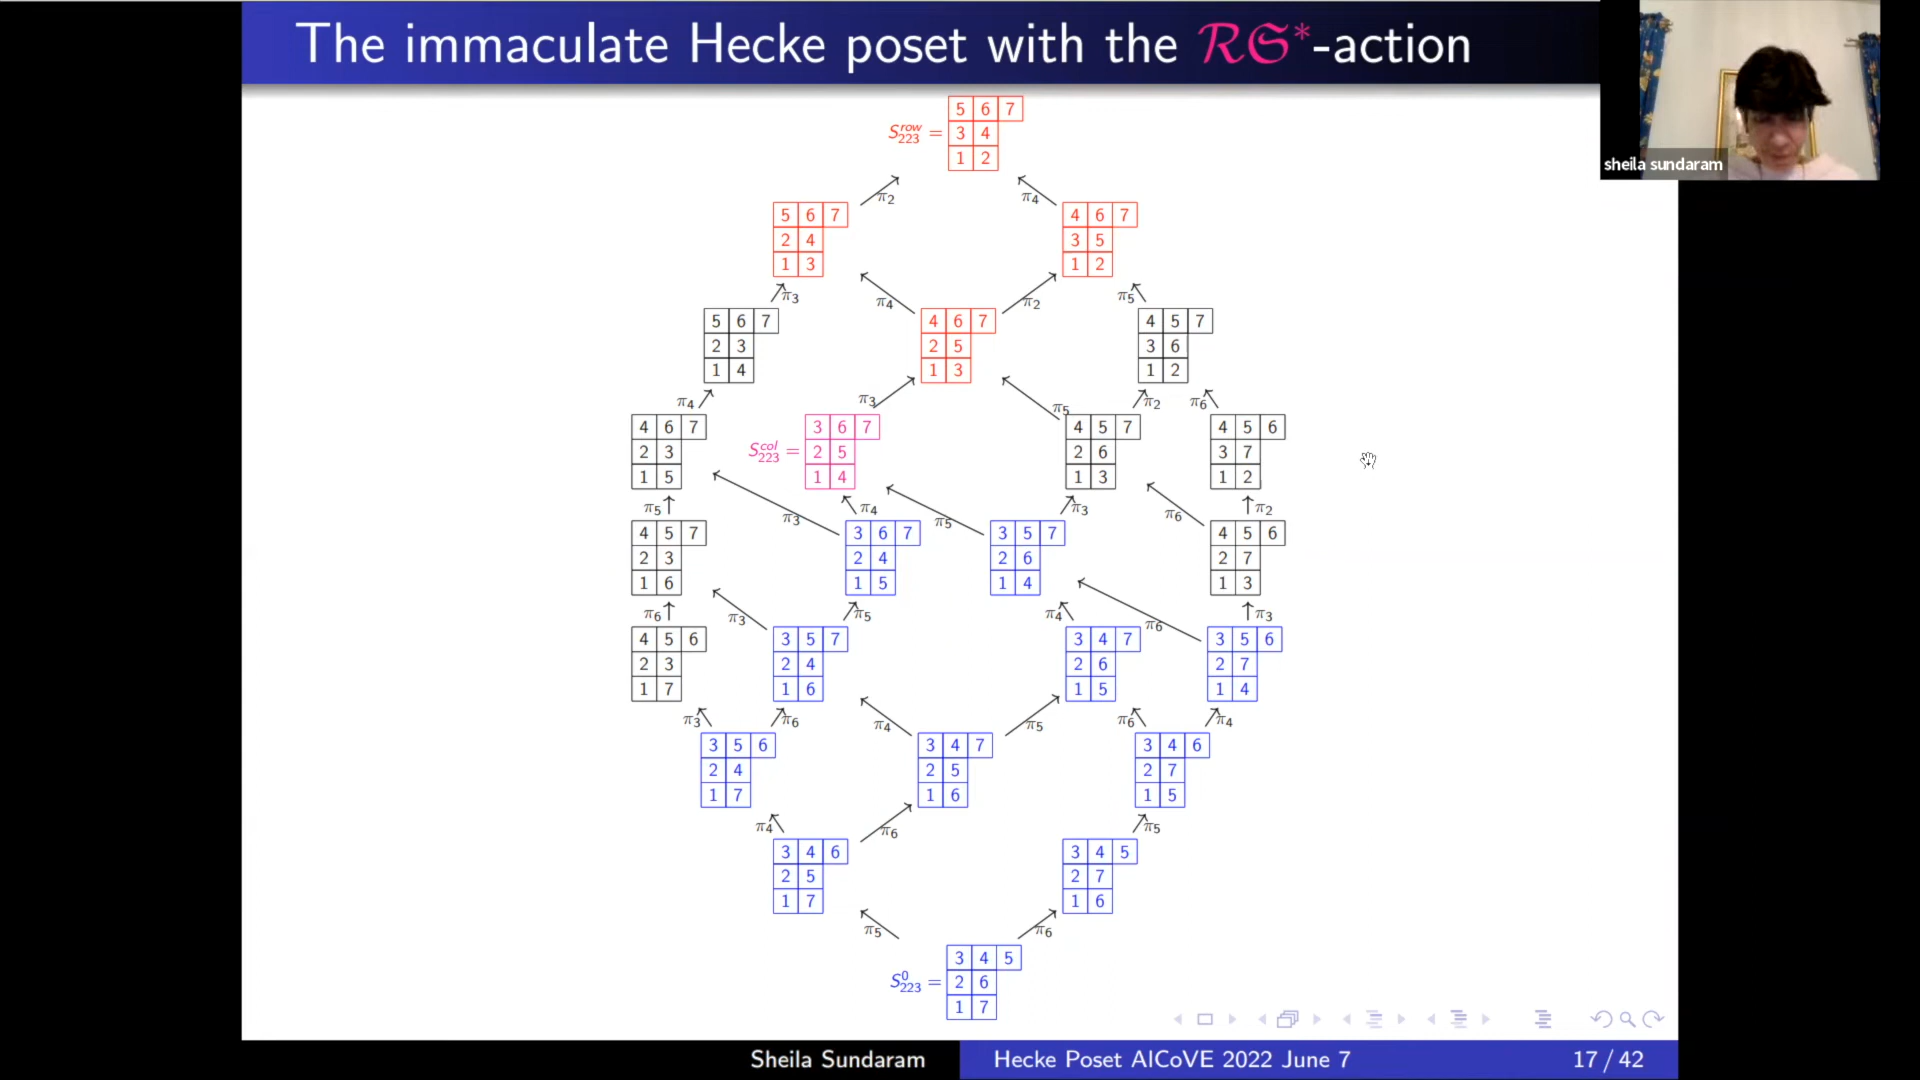 The immaculate Hecke poset with the ℛ𝔖*-action
sheila sundaram
S^{row}_{223} =
5 6 7
3 4
1 2
π2 π4
5 6 7
2 4
1 3
4 6 7
3 5
1 2
π3 π4 π2 π5
5 6 7
2 3
1 4
4 6 7
2 5
1 3
4 5 7
3 6
1 2
π4 π3 π5 π2 π6
4 6 7
2 3
1 5
S^{col}_{223} =
3 6 7
2 5
1 4
4 5 7
2 6
1 3
4 5 6
3 7
1 2
π5 π3 π4 π5 π3 π6 π2
4 5 7
2 3
1 6
3 6 7
2 4
1 5
3 5 7
2 6
1 4
4 5 6
2 7
1 3
π6 π3 π5 π4 π6 π3
4 5 6
2 3
1 7
3 5 7
2 4
1 6
3 4 7
2 6
1 5
3 5 6
2 7
1 4
π3 π6 π4 π5 π6 π4
3 5 6
2 4
1 7
3 4 7
2 5
1 6
3 4 6
2 7
1 5
π4 π6 π5
3 4 6
2 5
1 7
3 4 5
2 7
1 6
π5 π6
S^{0}_{223} =
3 4 5
2 6
1 7
Sheila Sundaram
Hecke Poset AlCoVE 2022 June 7
17 / 42